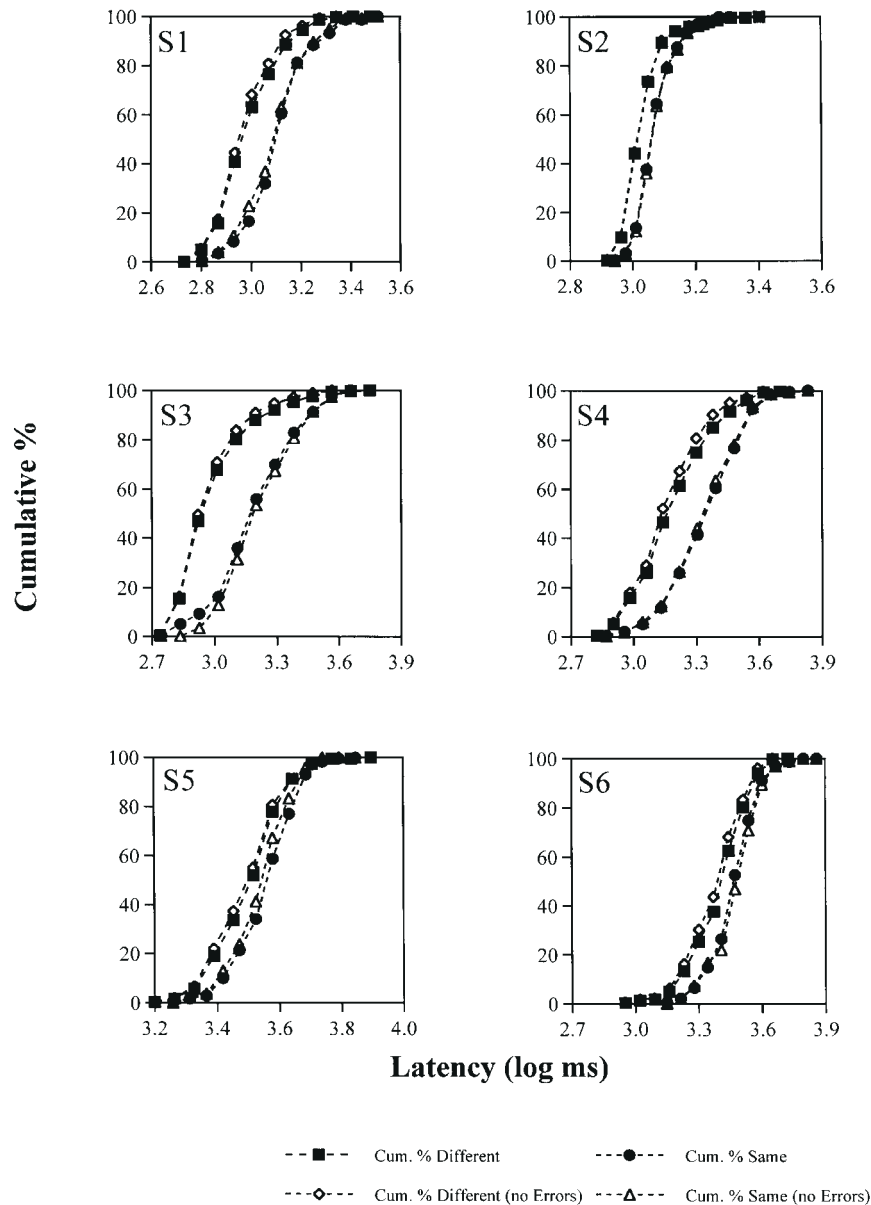 S1
100
80
60
40
20
0
2.6 2.8 3.0 3.2 3.4 3.6
S2
100
80
60
40
20
0
2.8 3.0 3.2 3.4 3.6
S3
100
80
60
40
20
0
2.7 3.0 3.3 3.6 3.9
S4
100
80
60
40
20
0
2.7 3.0 3.3 3.6 3.9
Cumulative %
S5
100
80
60
40
20
0
3.2 3.4 3.6 3.8 4.0
S6
100
80
60
40
20
0
2.7 3.0 3.3 3.6 3.9
Latency (log ms)
Cum. % Different Cum. % Same
Cum. % Different (no Errors) Cum. % Same (no Errors)